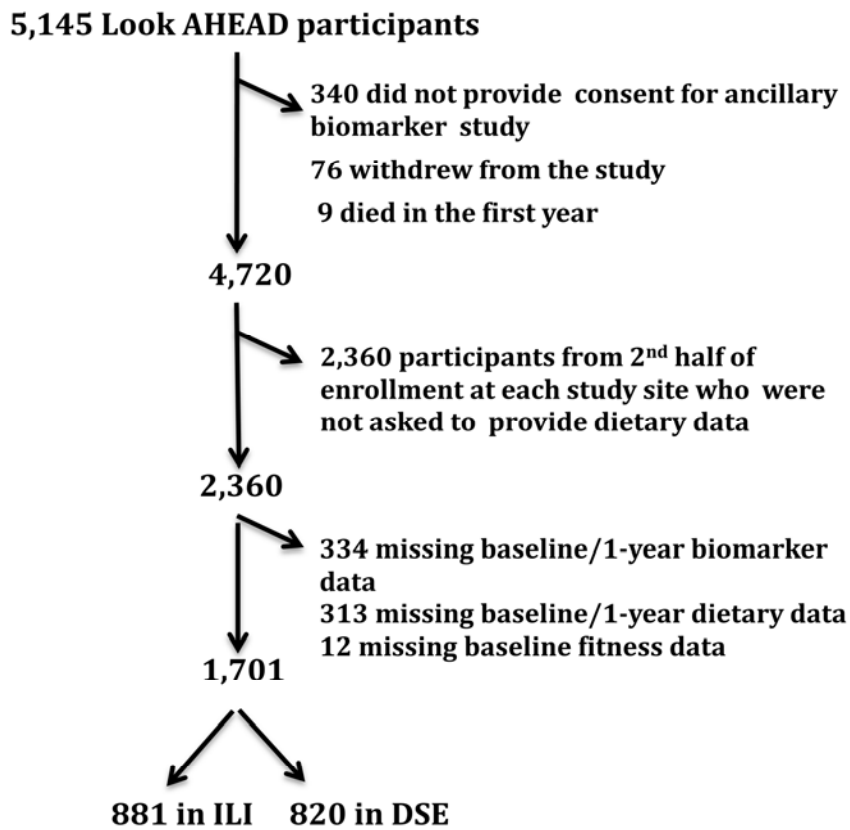 5,145 Look AHEAD participants
340 did not provide consent for ancillary
biomarker study
76 withdrew from the study
9 died in the first year
4,720
2,360 participants from 2nd half of
enrollment at each study site who were
not asked to provide dietary data
2,360
334 missing baseline/1-year biomarker
data
313 missing baseline/1-year dietary data
12 missing baseline fitness data
1,701
881 in ILI 820 in DSE